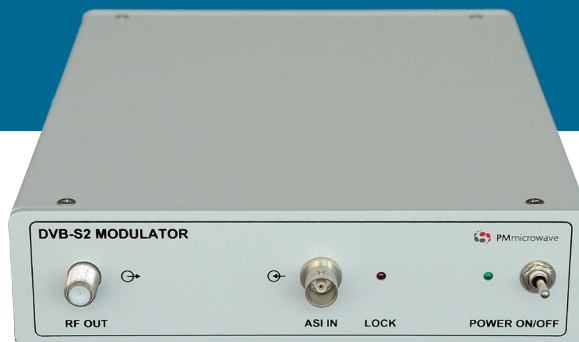 DVB-S2 MODULATOR
PMmicrowave
RF OUT
ASI IN
LOCK
POWER ON/OFF